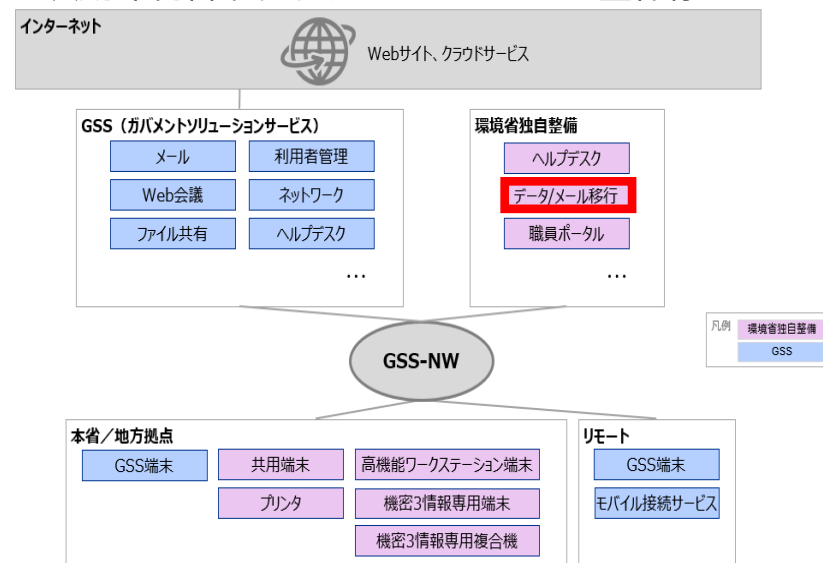 インターネット
Webサイト、クラウドサービス
GSS（ガバメントソリューションサービス）
メール
利用者管理
Web会議
ネットワーク
ファイル共有
ヘルプデスク
…
環境省独自整備
ヘルプデスク
データ/メール移行
職員ポータル
…
凡例
環境省独自整備
GSS
GSS-NW
本省／地方拠点
GSS端末
共用端末
高機能ワークステーション端末
プリンタ
機密3情報専用端末
機密3情報専用複合機
リモート
GSS端末
モバイル接続サービス